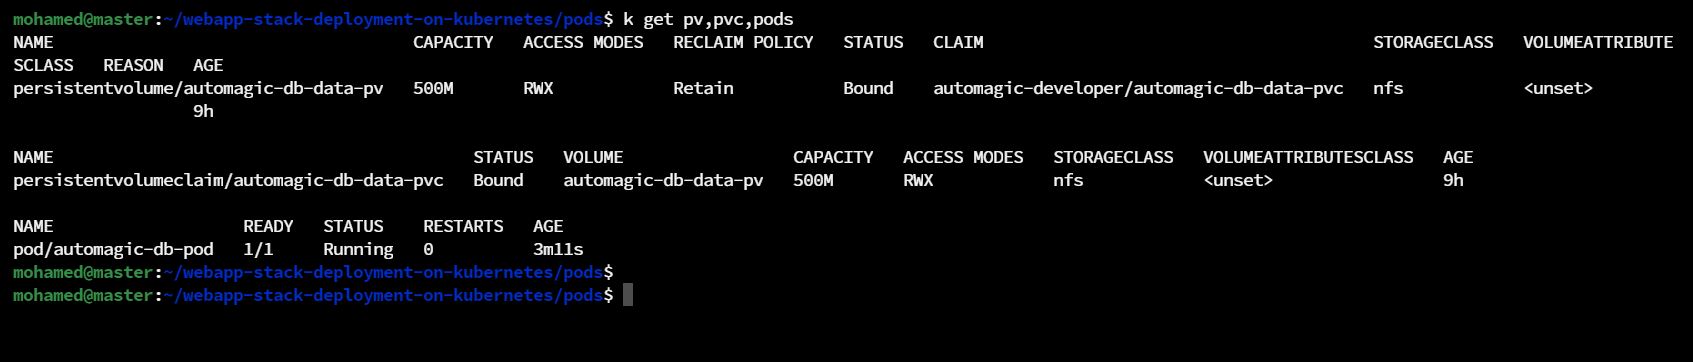 mohamed@master:~/webapp-stack-deployment-on-kubernetes/pods$ k get pv,pvc,pods
NAME                                    CAPACITY   ACCESS MODES   RECLAIM POLICY   STATUS   CLAIM                                       STORAGECLASS   VOLUMEATTRIBUTE
SCLASS   REASON   AGE
persistentvolume/automagic-db-data-pv   500M       RWX            Retain           Bound    automagic-developer/automagic-db-data-pvc   nfs            <unset>
                  9h
NAME                                          STATUS   VOLUME                 CAPACITY   ACCESS MODES   STORAGECLASS   VOLUMEATTRIBUTESCLASS   AGE
persistentvolumeclaim/automagic-db-data-pvc   Bound    automagic-db-data-pv   500M       RWX            nfs            <unset>                 9h
NAME                   READY   STATUS    RESTARTS   AGE
pod/automagic-db-pod   1/1     Running   0          3m11s
mohamed@master:~/webapp-stack-deployment-on-kubernetes/pods$
mohamed@master:~/webapp-stack-deployment-on-kubernetes/pods$